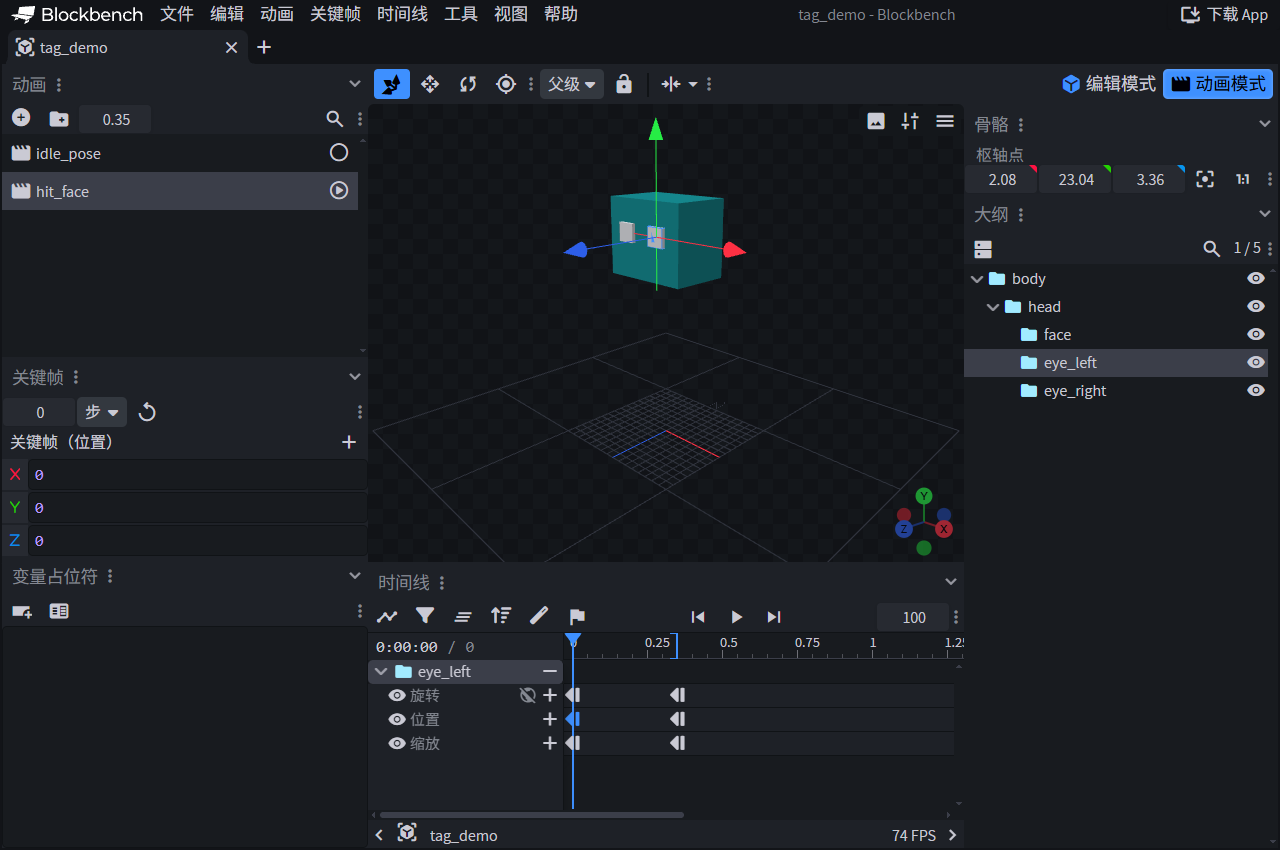 Blockbench 文件 编辑 动画 关键帧 时间线 工具 视图 帮助 tag_demo - Blockbench 下载 App
tag_demo
动画
父级
编辑模式 动画模式
0.35
idle_pose
hit_face
骨骼
枢轴点
2.08 23.04 3.36 1:1
大纲
1 / 5
body
head
face
eye_left
eye_right
关键帧
0 步
关键帧（位置）
X 0
Y 0
Z 0
变量占位符
Y
Z X
时间线
100
0:00:00 / 0
0 0.25 0.5 0.75 1 1.25
eye_left
旋转
位置
缩放
tag_demo 74 FPS